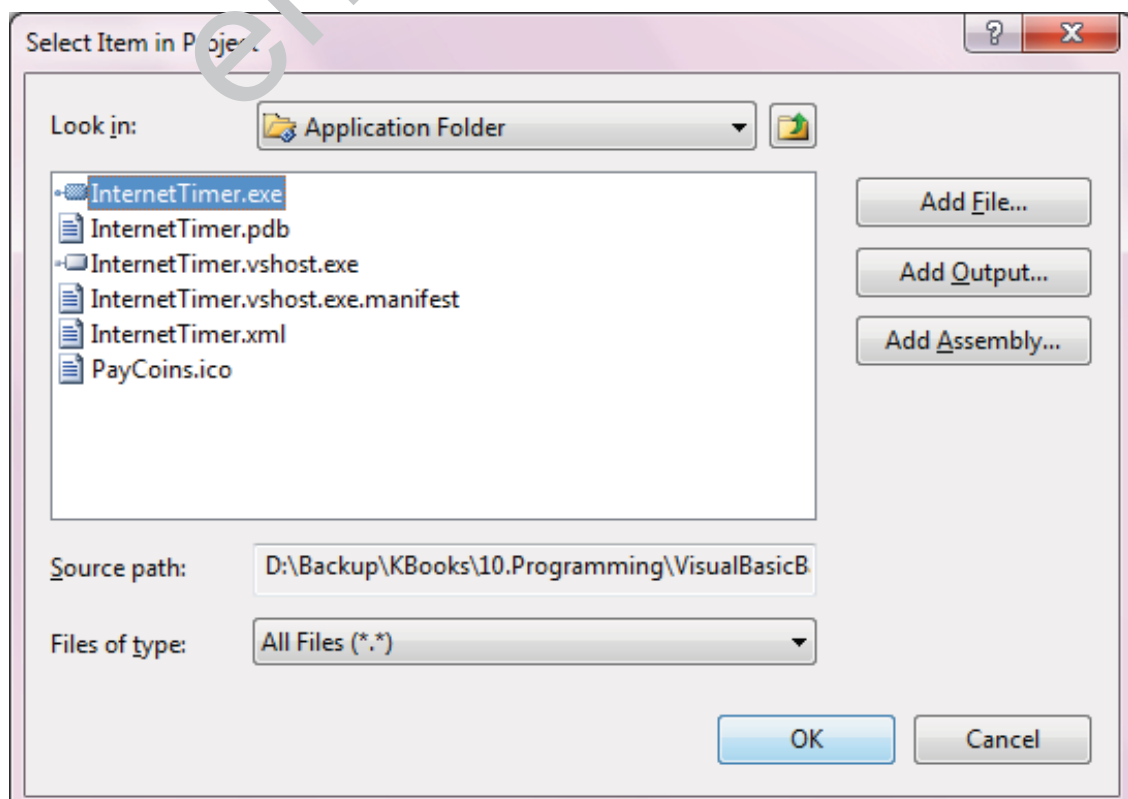 Select Item in Project
Look in:
Application Folder
InternetTimer.exe
InternetTimer.pdb
InternetTimer.vshost.exe
InternetTimer.vshost.exe.manifest
InternetTimer.xml
PayCoins.ico
Add File...
Add Output...
Add Assembly...
Source path:
D:\Backup\KBooks\10.Programming\VisualBasicB
Files of type:
All Files (*.*)
OK
Cancel